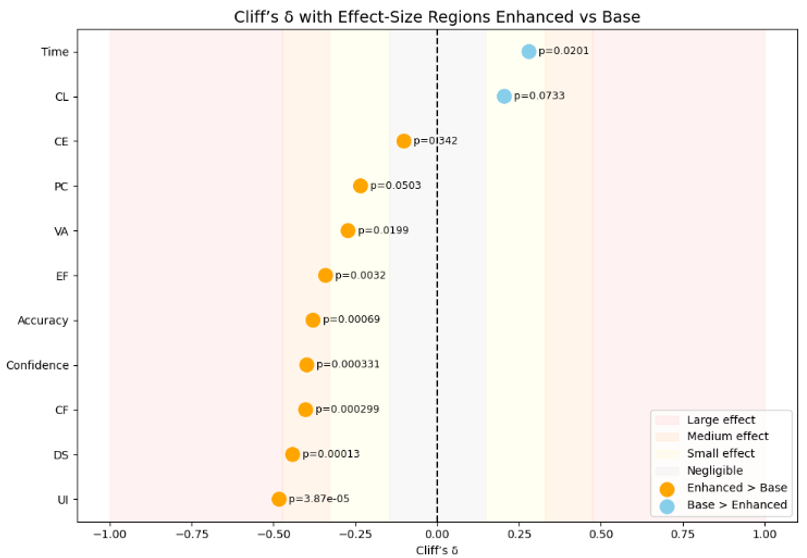 Cliff's δ with Effect-Size Regions Enhanced vs Base
Time
p=0.0201
CL
p=0.0733
CE
p=0.342
PC
p=0.0503
VA
p=0.0199
EF
p=0.0032
Accuracy
p=0.00069
Confidence
p=0.000331
CF
p=0.000299
DS
p=0.00013
UI
p=3.87e-05
Large effect
Medium effect
Small effect
Negligible
Enhanced > Base
Base > Enhanced
−1.00 −0.75 −0.50 −0.25 0.00 0.25 0.50 0.75 1.00
Cliff's δ